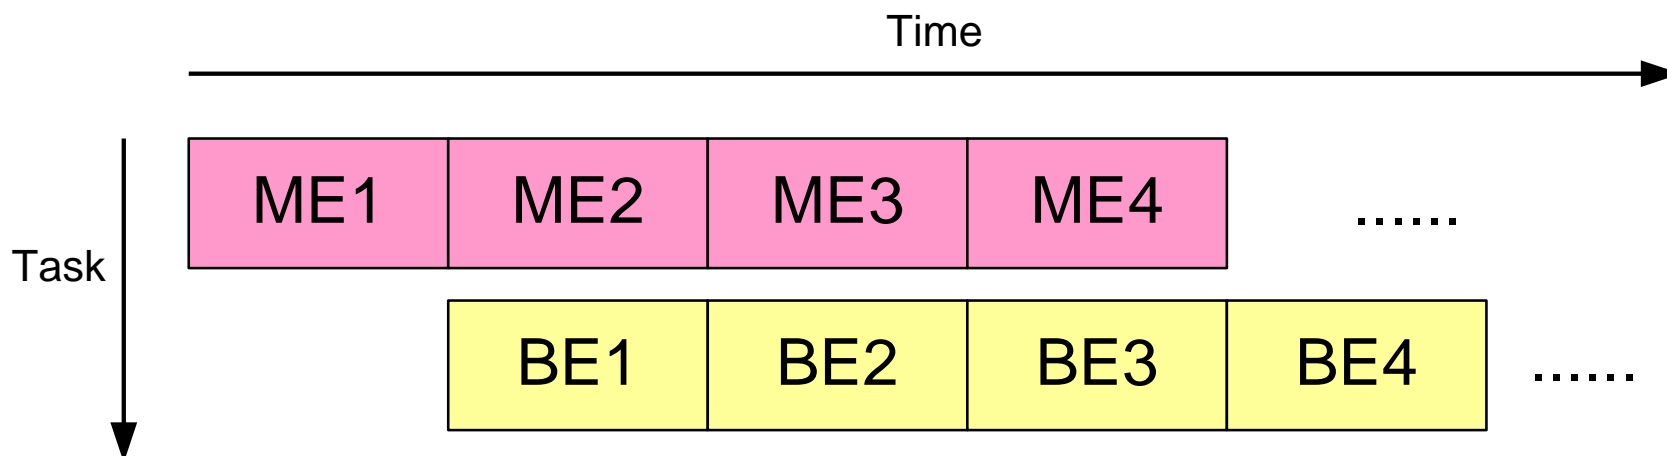 Time
ME1 ME2 ME3 ME4 ......
Task
BE1 BE2 BE3 BE4 ......